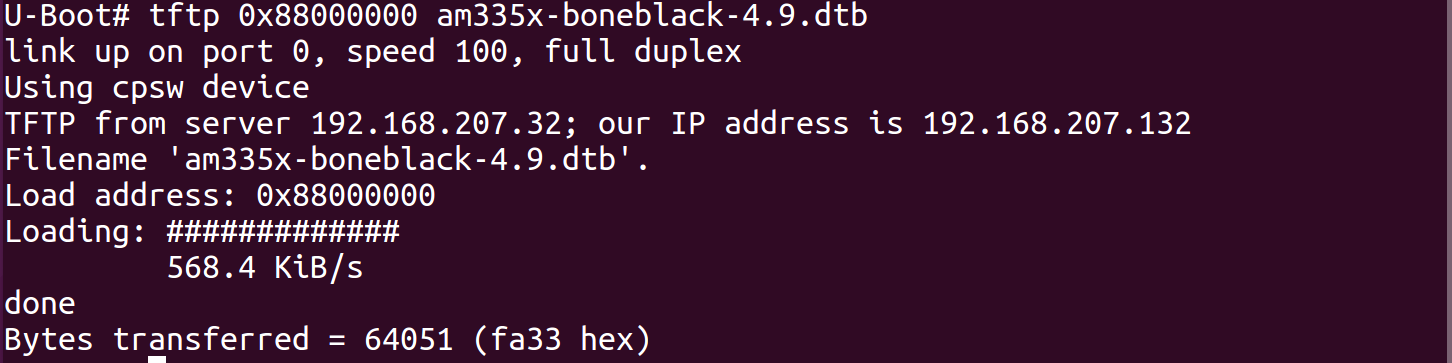 U-Boot# tftp 0x88000000 am335x-boneblack-4.9.dtb
link up on port 0, speed 100, full duplex
Using cpsw device
TFTP from server 192.168.207.32; our IP address is 192.168.207.132
Filename 'am335x-boneblack-4.9.dtb'.
Load address: 0x88000000
Loading: #############
568.4 KiB/s
done
Bytes transferred = 64051 (fa33 hex)